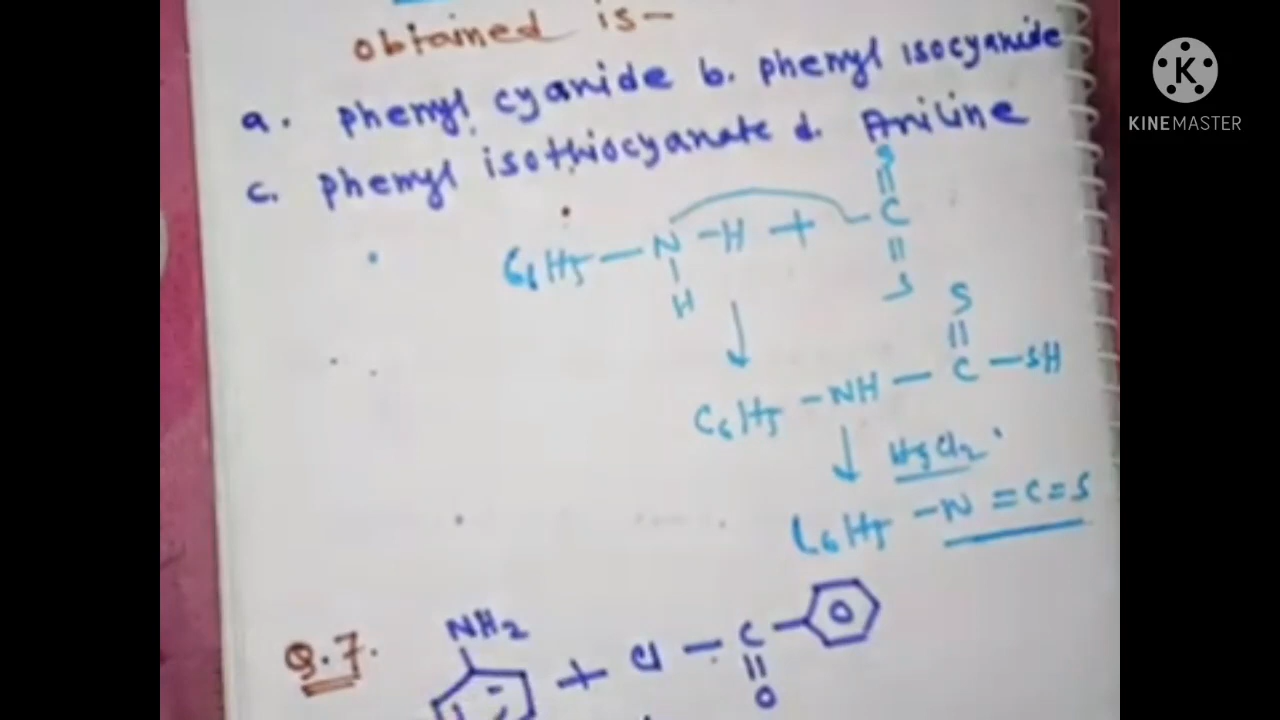 obtained is-
a. phenyl cyanide b. phenyl isocyanide
c. phenyl isothiocyanate d. Aniline
S
||
C6H5 — N – H + C
| ||
H S
S
||
C6H5 – NH — C – SH
HgCl2
C6H5 – N = C = S
Q.7.
NH2
+ Cl — C —
||
O
K
KINEMASTER